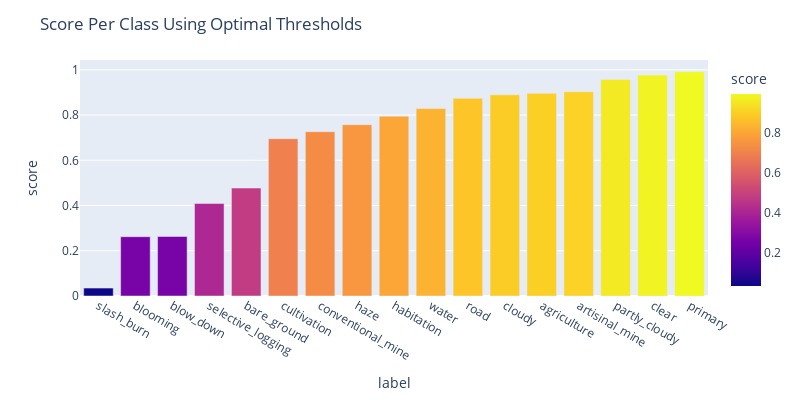 Score Per Class Using Optimal Thresholds
score
1
0.8
0.6
0.4
0.2
0
slash_burn
blooming
blow_down
selective_logging
bare_ground
cultivation
conventional_mine
haze
habitation
water
road
cloudy
agriculture
artisinal_mine
partly_cloudy
clear
primary
label
score
0.8
0.6
0.4
0.2